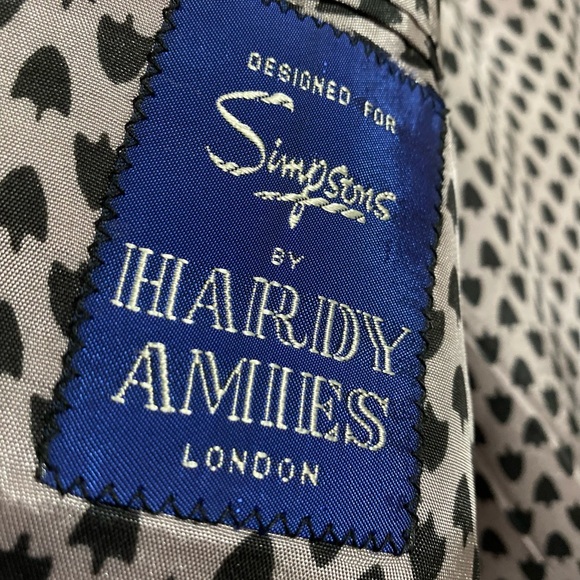 DESIGNED FOR
Simpsons
BY
HARDY
AMIES
LONDON